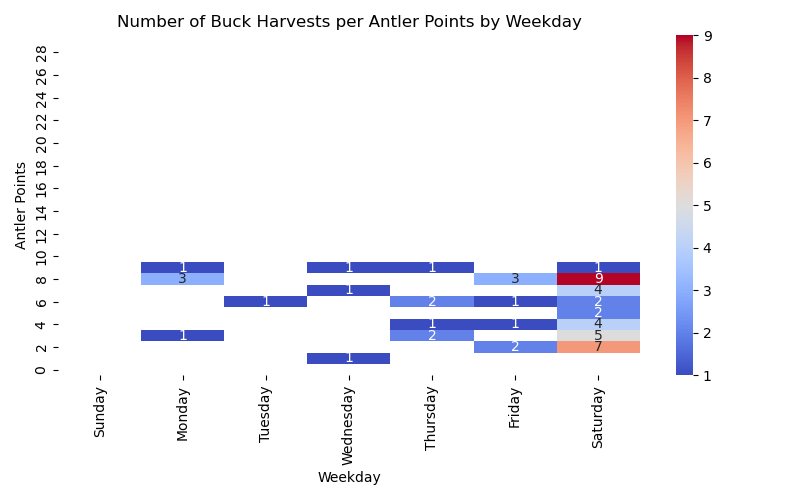 Number of Buck Harvests per Antler Points by Weekday
Antler Points
28
26
24
22
20
18
16
14
12
10
8
6
4
2
0
1 1 1 1
3 3 9
1 4
1 2 1 2
2
1 1 4
1 2 5
2 7
1
Sunday
Monday
Tuesday
Wednesday
Thursday
Friday
Saturday
Weekday
9
8
7
6
5
4
3
2
1